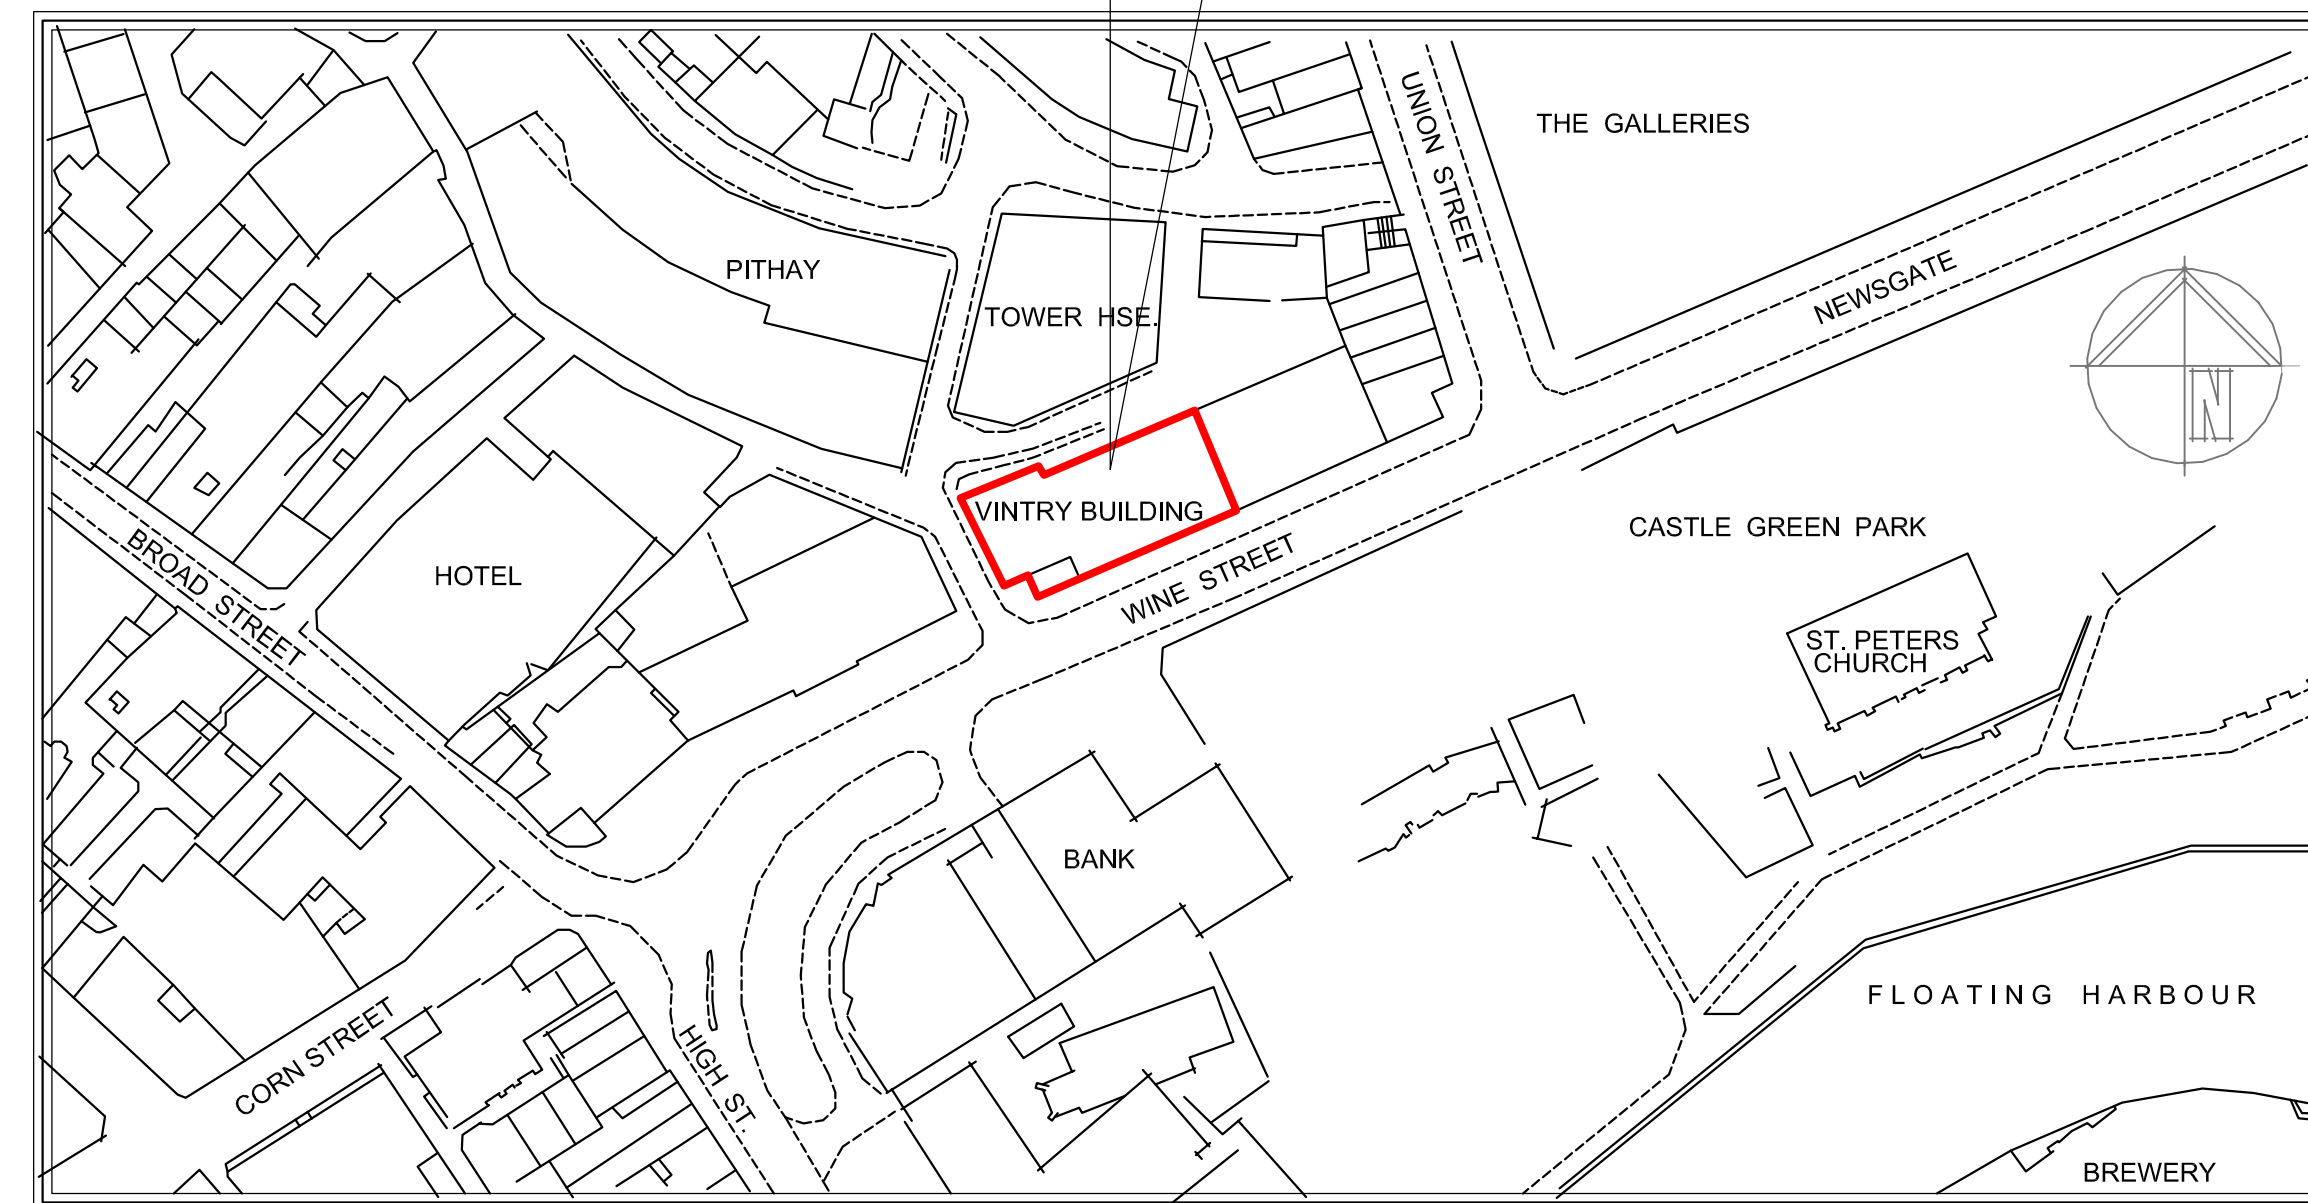 UNION STREET
THE GALLERIES
PITHAY
NEWSGATE
TOWER HSE.
N
VINTRY BUILDING
CASTLE GREEN PARK
BROAD STREET
HOTEL
WINE STREET
ST. PETERS
CHURCH
BANK
FLOATING HARBOUR
CORN STREET
HIGH ST.
BREWERY